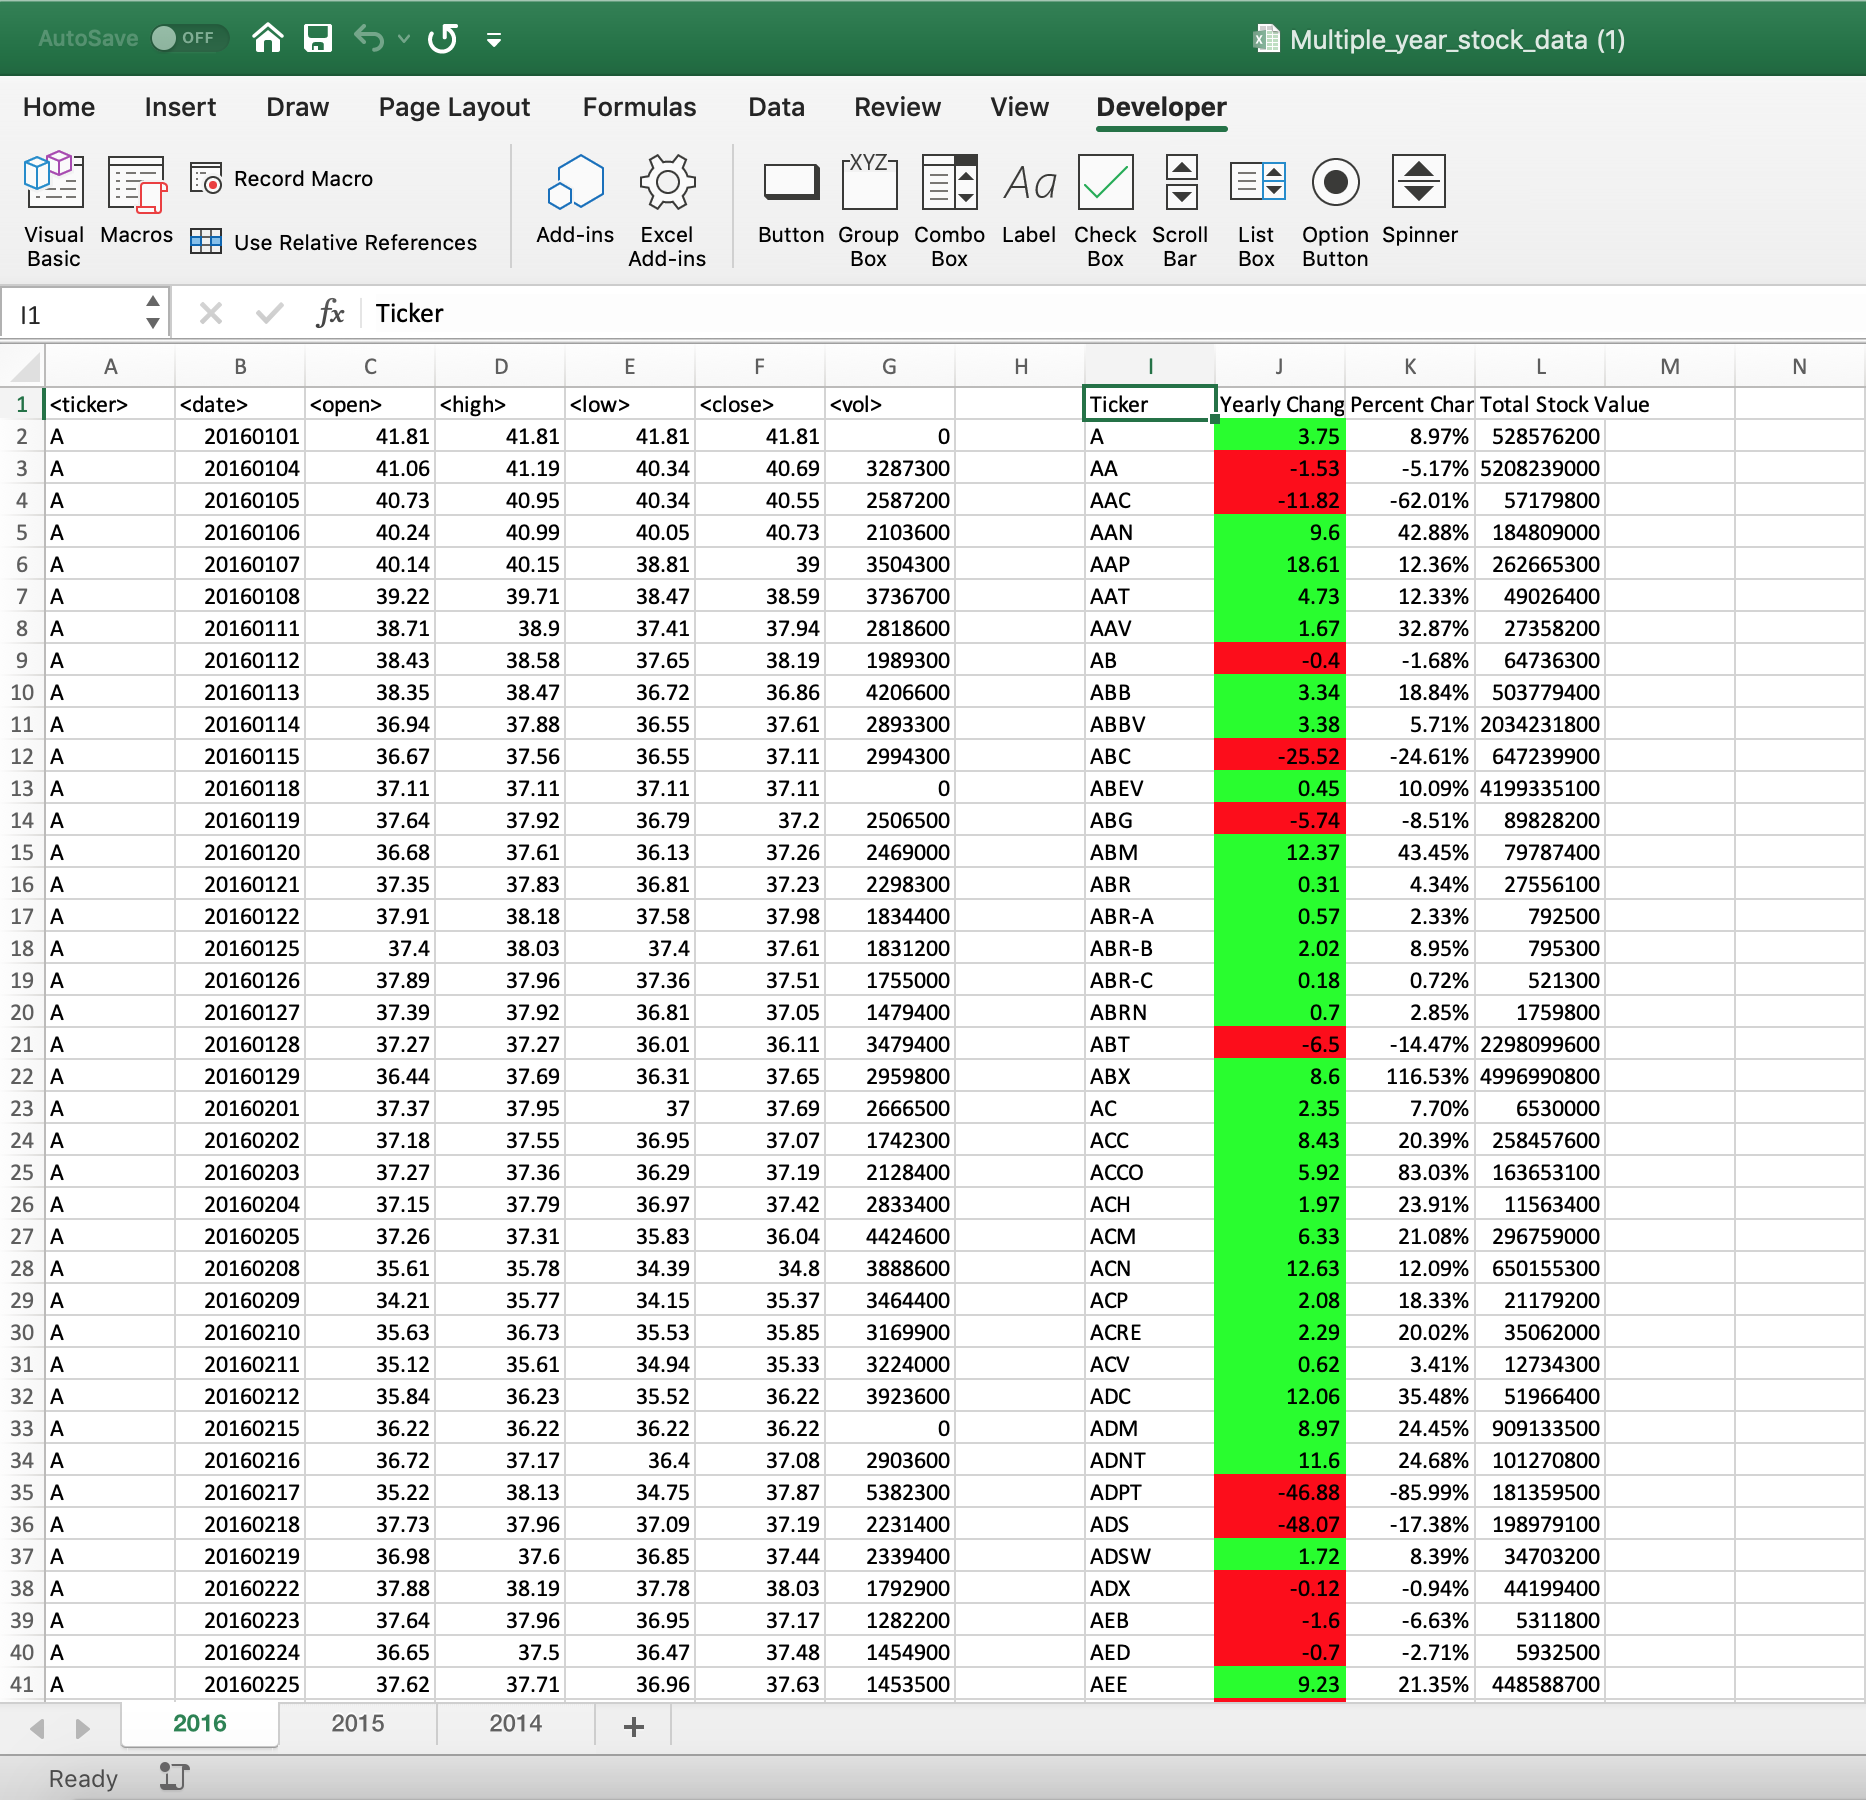 AutoSave OFF Multiple_year_stock_data (1)
Home Insert Draw Page Layout Formulas Data Review View Developer
Visual Basic Macros Record Macro Use Relative References Add-ins Excel Add-ins Button XYZ Group Box Combo Box Aa Label Check Box Scroll Bar List Box Option Button Spinner
I1 fx Ticker
A B C D E F G H I J K L M N
1 <ticker> <date> <open> <high> <low> <close> <vol> Ticker Yearly Chang Percent Char Total Stock Value
2 A 20160101 41.81 41.81 41.81 41.81 0 A 3.75 8.97% 528576200
3 A 20160104 41.06 41.19 40.34 40.69 3287300 AA -1.53 -5.17% 5208239000
4 A 20160105 40.73 40.95 40.34 40.55 2587200 AAC -11.82 -62.01% 57179800
5 A 20160106 40.24 40.99 40.05 40.73 2103600 AAN 9.6 42.88% 184809000
6 A 20160107 40.14 40.15 38.81 39 3504300 AAP 18.61 12.36% 262665300
7 A 20160108 39.22 39.71 38.47 38.59 3736700 AAT 4.73 12.33% 49026400
8 A 20160111 38.71 38.9 37.41 37.94 2818600 AAV 1.67 32.87% 27358200
9 A 20160112 38.43 38.58 37.65 38.19 1989300 AB -0.4 -1.68% 64736300
10 A 20160113 38.35 38.47 36.72 36.86 4206600 ABB 3.34 18.84% 503779400
11 A 20160114 36.94 37.88 36.55 37.61 2893300 ABBV 3.38 5.71% 2034231800
12 A 20160115 36.67 37.56 36.55 37.11 2994300 ABC -25.52 -24.61% 647239900
13 A 20160118 37.11 37.11 37.11 37.11 0 ABEV 0.45 10.09% 4199335100
14 A 20160119 37.64 37.92 36.79 37.2 2506500 ABG -5.74 -8.51% 89828200
15 A 20160120 36.68 37.61 36.13 37.26 2469000 ABM 12.37 43.45% 79787400
16 A 20160121 37.35 37.83 36.81 37.23 2298300 ABR 0.31 4.34% 27556100
17 A 20160122 37.91 38.18 37.58 37.98 1834400 ABR-A 0.57 2.33% 792500
18 A 20160125 37.4 38.03 37.4 37.61 1831200 ABR-B 2.02 8.95% 795300
19 A 20160126 37.89 37.96 37.36 37.51 1755000 ABR-C 0.18 0.72% 521300
20 A 20160127 37.39 37.92 36.81 37.05 1479400 ABRN 0.7 2.85% 1759800
21 A 20160128 37.27 37.27 36.01 36.11 3479400 ABT -6.5 -14.47% 2298099600
22 A 20160129 36.44 37.69 36.31 37.65 2959800 ABX 8.6 116.53% 4996990800
23 A 20160201 37.37 37.95 37 37.69 2666500 AC 2.35 7.70% 6530000
24 A 20160202 37.18 37.55 36.95 37.07 1742300 ACC 8.43 20.39% 258457600
25 A 20160203 37.27 37.36 36.29 37.19 2128400 ACCO 5.92 83.03% 163653100
26 A 20160204 37.15 37.79 36.97 37.42 2833400 ACH 1.97 23.91% 11563400
27 A 20160205 37.26 37.31 35.83 36.04 4424600 ACM 6.33 21.08% 296759000
28 A 20160208 35.61 35.78 34.39 34.8 3888600 ACN 12.63 12.09% 650155300
29 A 20160209 34.21 35.77 34.15 35.37 3464400 ACP 2.08 18.33% 21179200
30 A 20160210 35.63 36.73 35.53 35.85 3169900 ACRE 2.29 20.02% 35062000
31 A 20160211 35.12 35.61 34.94 35.33 3224000 ACV 0.62 3.41% 12734300
32 A 20160212 35.84 36.23 35.52 36.22 3923600 ADC 12.06 35.48% 51966400
33 A 20160215 36.22 36.22 36.22 36.22 0 ADM 8.97 24.45% 909133500
34 A 20160216 36.72 37.17 36.4 37.08 2903600 ADNT 11.6 24.68% 101270800
35 A 20160217 35.22 38.13 34.75 37.87 5382300 ADPT -46.88 -85.99% 181359500
36 A 20160218 37.73 37.96 37.09 37.19 2231400 ADS -48.07 -17.38% 198979100
37 A 20160219 36.98 37.6 36.85 37.44 2339400 ADSW 1.72 8.39% 34703200
38 A 20160222 37.88 38.19 37.78 38.03 1792900 ADX -0.12 -0.94% 44199400
39 A 20160223 37.64 37.96 36.95 37.17 1282200 AEB -1.6 -6.63% 5311800
40 A 20160224 36.65 37.5 36.47 37.48 1454900 AED -0.7 -2.71% 5932500
41 A 20160225 37.62 37.71 36.96 37.63 1453500 AEE 9.23 21.35% 448588700
2016 2015 2014 +
Ready